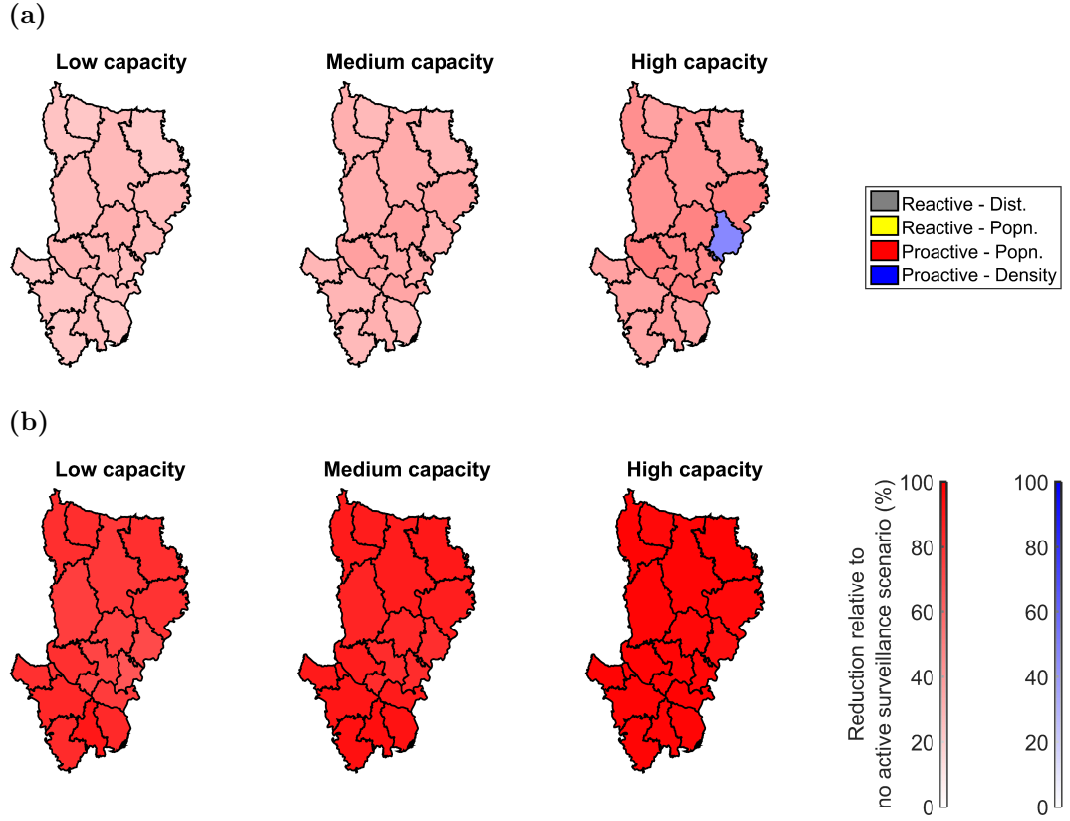 (a)
Low capacity
Medium capacity
High capacity
Reactive - Dist.
Reactive - Popn.
Proactive - Popn.
Proactive - Density
(b)
Low capacity
Medium capacity
High capacity
Reduction relative to
no active surveillance scenario (%)
100
80
60
40
20
0
100
80
60
40
20
0